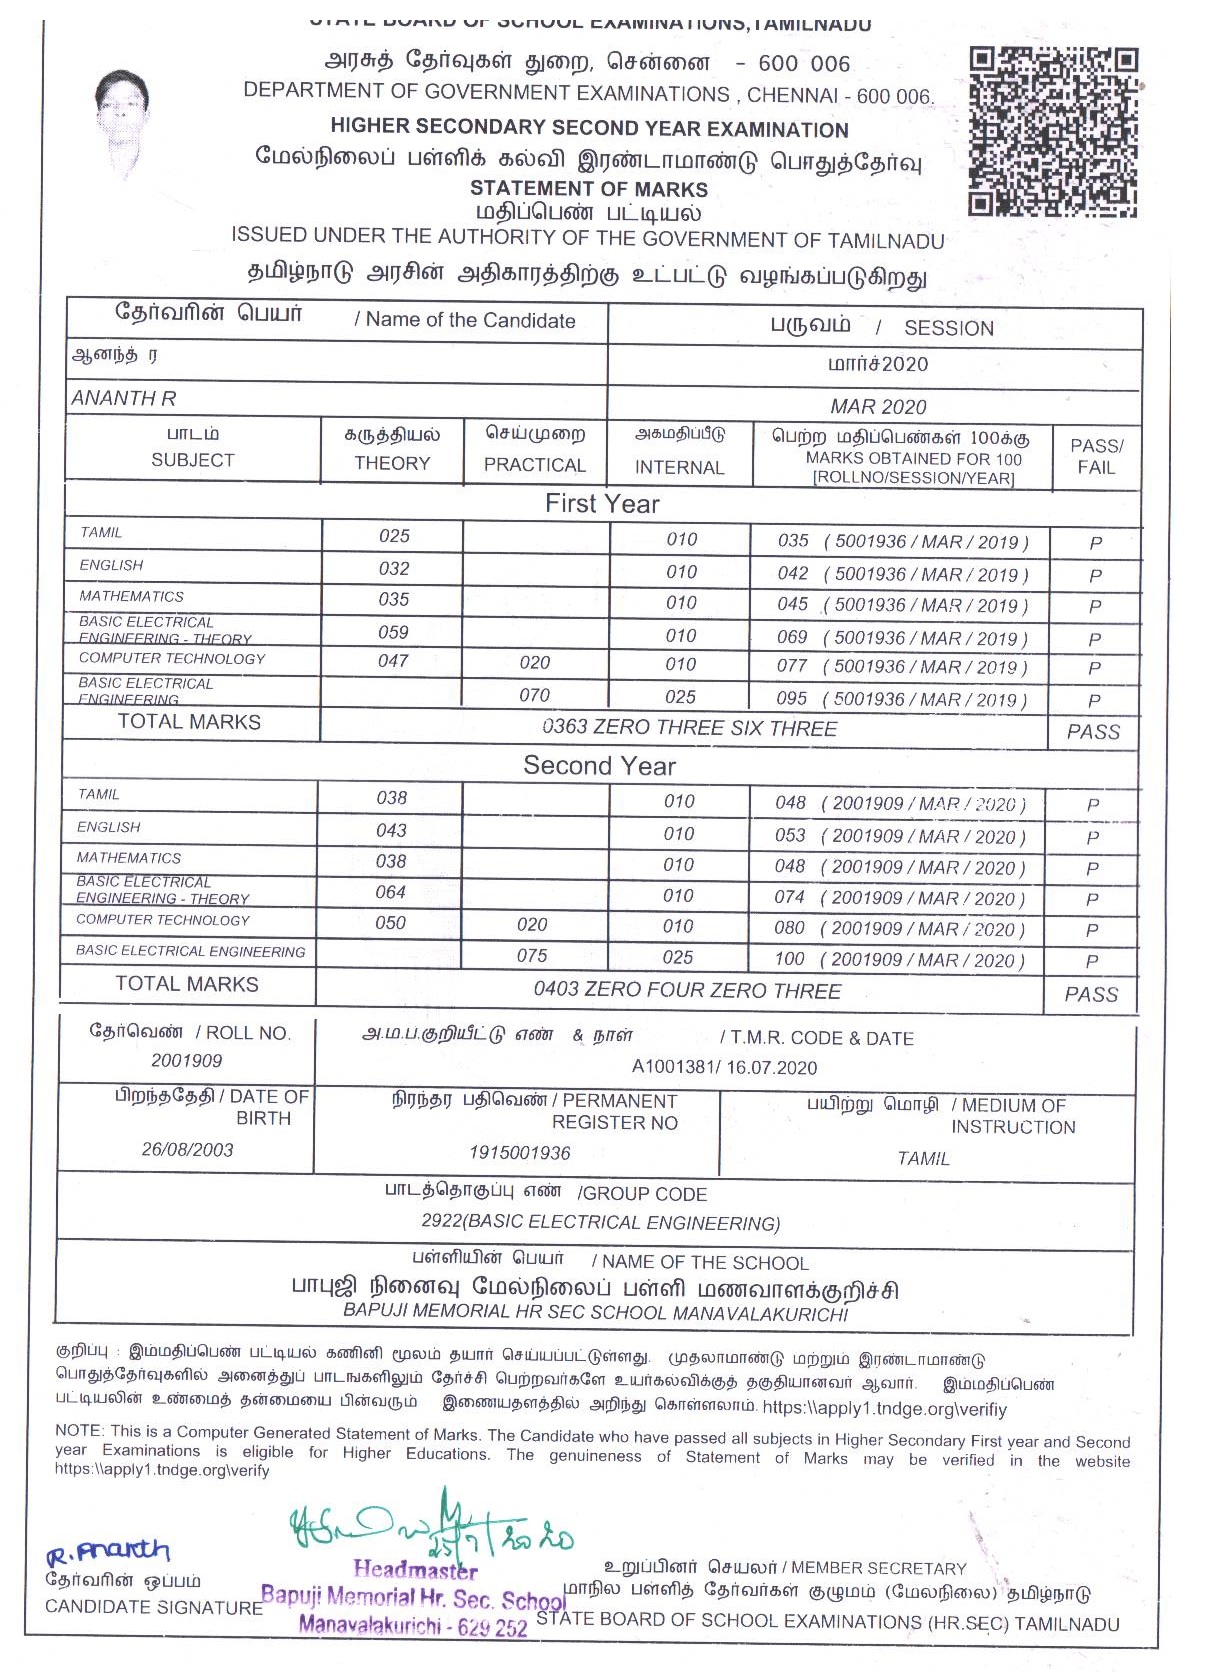 STATE BOARD OF SCHOOL EXAMINATIONS,TAMILNADU
அரசுத் தேர்வுகள் துறை, சென்னை - 600 006
DEPARTMENT OF GOVERNMENT EXAMINATIONS , CHENNAI - 600 006.
HIGHER SECONDARY SECOND YEAR EXAMINATION
மேல்நிலைப் பள்ளிக் கல்வி இரண்டாமாண்டு பொதுத்தேர்வு
STATEMENT OF MARKS
மதிப்பெண் பட்டியல்
ISSUED UNDER THE AUTHORITY OF THE GOVERNMENT OF TAMILNADU
தமிழ்நாடு அரசின் அதிகாரத்திற்கு உட்பட்டு வழங்கப்படுகிறது
தேர்வரின் பெயர் / Name of the Candidate பருவம் / SESSION
ஆனந்த் ர மார்ச்2020
ANANTH R MAR 2020
பாடம் கருத்தியல் செய்முறை அகமதிப்பீடு பெற்ற மதிப்பெண்கள் 100க்கு PASS/
SUBJECT THEORY PRACTICAL INTERNAL MARKS OBTAINED FOR 100 FAIL
[ROLLNO/SESSION/YEAR]
First Year
TAMIL 025 010 035 ( 5001936 / MAR / 2019 ) P
ENGLISH 032 010 042 ( 5001936 / MAR / 2019 ) P
MATHEMATICS 035 010 045 ( 5001936 / MAR / 2019 ) P
BASIC ELECTRICAL
ENGINEERING - THEORY 059 010 069 ( 5001936 / MAR / 2019 ) P
COMPUTER TECHNOLOGY 047 020 010 077 ( 5001936 / MAR / 2019 ) P
BASIC ELECTRICAL
ENGINEERING 070 025 095 ( 5001936 / MAR / 2019 ) P
TOTAL MARKS 0363 ZERO THREE SIX THREE PASS
Second Year
TAMIL 038 010 048 ( 2001909 / MAR / 2020 ) P
ENGLISH 043 010 053 ( 2001909 / MAR / 2020 ) P
MATHEMATICS 038 010 048 ( 2001909 / MAR / 2020 ) P
BASIC ELECTRICAL
ENGINEERING - THEORY 064 010 074 ( 2001909 / MAR / 2020 ) P
COMPUTER TECHNOLOGY 050 020 010 080 ( 2001909 / MAR / 2020 ) P
BASIC ELECTRICAL ENGINEERING 075 025 100 ( 2001909 / MAR / 2020 ) P
TOTAL MARKS 0403 ZERO FOUR ZERO THREE PASS
தேர்வெண் / ROLL NO. அ.ம.ப.குறியீட்டு எண் & நாள் / T.M.R. CODE & DATE
2001909 A1001381/ 16.07.2020
பிறந்ததேதி / DATE OF BIRTH நிரந்தர பதிவெண் / PERMANENT REGISTER NO பயிற்று மொழி / MEDIUM OF INSTRUCTION
26/08/2003 1915001936 TAMIL
பாடத்தொகுப்பு எண் /GROUP CODE
2922(BASIC ELECTRICAL ENGINEERING)
பள்ளியின் பெயர் / NAME OF THE SCHOOL
பாபுஜி நினைவு மேல்நிலைப் பள்ளி மணவாளக்குறிச்சி
BAPUJI MEMORIAL HR SEC SCHOOL MANAVALAKURICHI
குறிப்பு : இம்மதிப்பெண் பட்டியல் கணினி மூலம் தயார் செய்யப்பட்டுள்ளது. முதலாமாண்டு மற்றும் இரண்டாமாண்டு
பொதுத்தேர்வுகளில் அனைத்துப் பாடங்களிலும் தேர்ச்சி பெற்றவர்களே உயர்கல்விக்குத் தகுதியானவர் ஆவார். இம்மதிப்பெண்
பட்டியலின் உண்மைத் தன்மையை பின்வரும் இணையதளத்தில் அறிந்து கொள்ளலாம். https:\\apply1.tndge.org\verifiy
NOTE: This is a Computer Generated Statement of Marks. The Candidate who have passed all subjects in Higher Secondary First year and Second
year Examinations is eligible for Higher Educations. The genuineness of Statement of Marks may be verified in the website
https:\\apply1.tndge.org\verify
25/7/2020
R. Ananth
Headmaster
Bapuji Memorial Hr. Sec. School
Manavalakurichi - 629 252
தேர்வரின் ஒப்பம்
CANDIDATE SIGNATURE
உறுப்பினர் செயலர் / MEMBER SECRETARY
மாநில பள்ளித் தேர்வர்கள் குழுமம் (மேலநிலை) தமிழ்நாடு
STATE BOARD OF SCHOOL EXAMINATIONS (HR.SEC) TAMILNADU